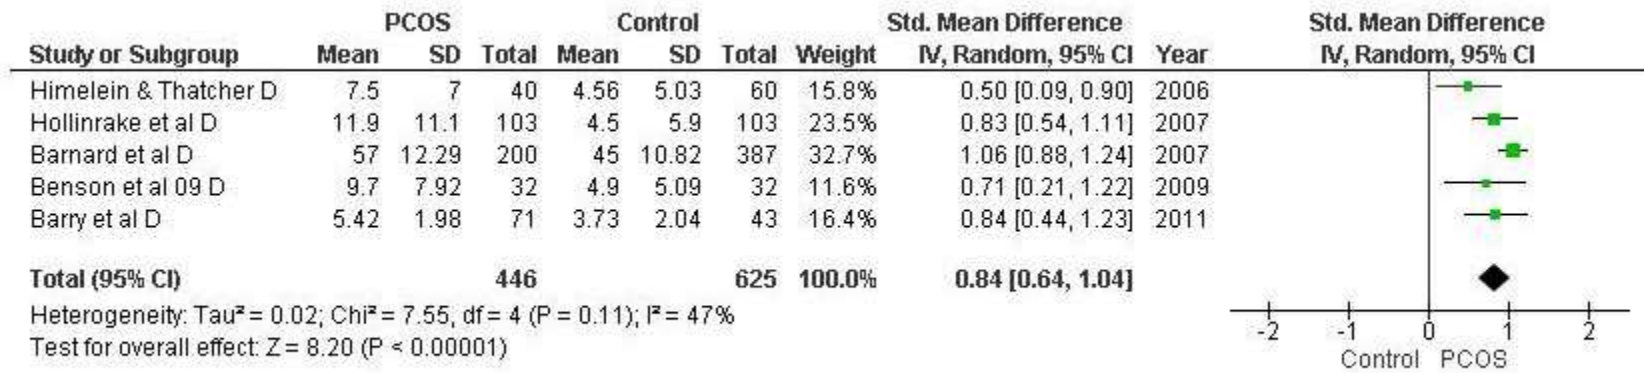 PCOS Control Std. Mean Difference Std. Mean Difference
Study or Subgroup Mean SD Total Mean SD Total Weight IV, Random, 95% CI Year IV, Random, 95% CI
Himelein & Thatcher D 7.5 7 40 4.56 5.03 60 15.8% 0.50 [0.09, 0.90] 2006
Hollinrake et al D 11.9 11.1 103 4.5 5.9 103 23.5% 0.83 [0.54, 1.11] 2007
Barnard et al D 57 12.29 200 45 10.82 387 32.7% 1.06 [0.88, 1.24] 2007
Benson et al 09 D 9.7 7.92 32 4.9 5.09 32 11.6% 0.71 [0.21, 1.22] 2009
Barry et al D 5.42 1.98 71 3.73 2.04 43 16.4% 0.84 [0.44, 1.23] 2011
Total (95% CI) 446 625 100.0% 0.84 [0.64, 1.04]
Heterogeneity: Tau² = 0.02; Chi² = 7.55, df = 4 (P = 0.11); I² = 47%
Test for overall effect: Z = 8.20 (P < 0.00001)
-2 -1 0 1 2
Control PCOS